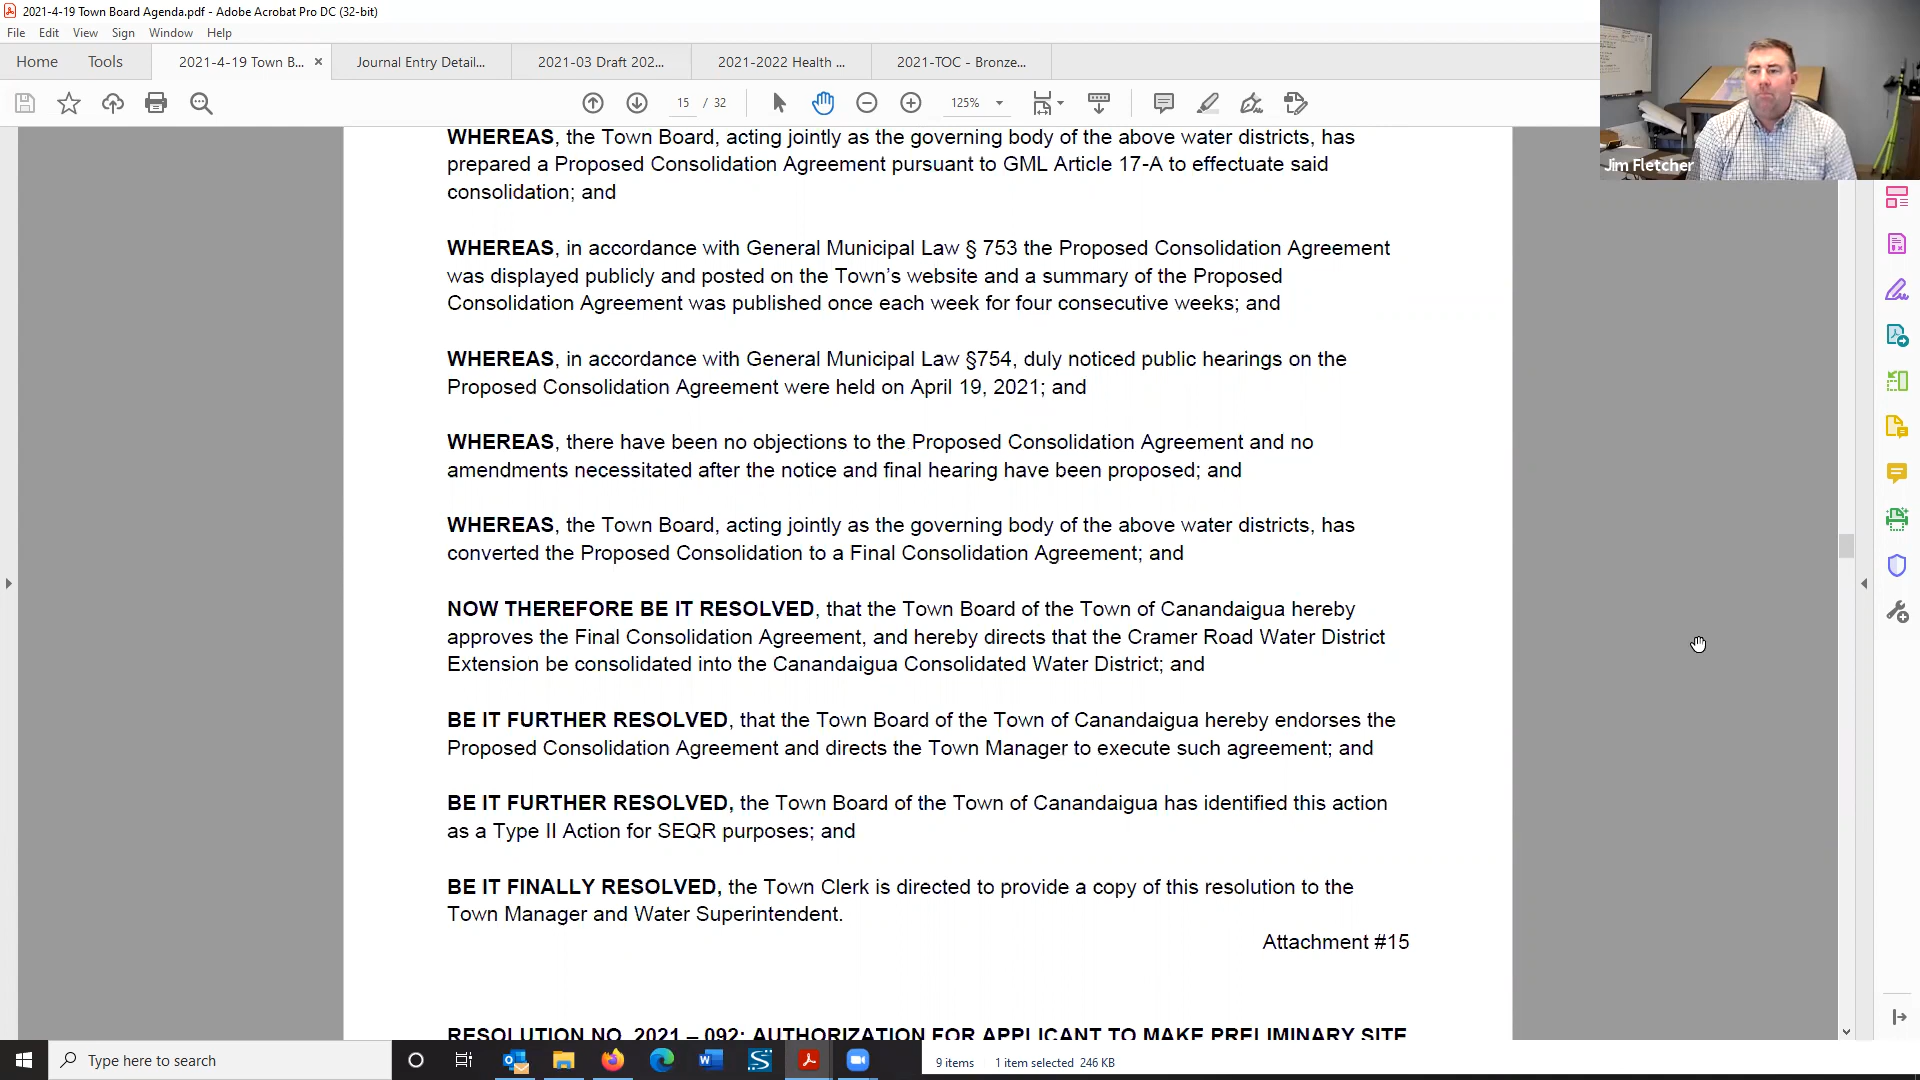 2021-4-19 Town Board Agenda.pdf - Adobe Acrobat Pro DC (32-bit)
File Edit View Sign Window Help
Home Tools 2021-4-19 Town B... × Journal Entry Detail... 2021-03 Draft 202... 2021-2022 Health ... 2021-TOC - Bronze...
15 / 32 125%
Jim Fletcher
WHEREAS, the Town Board, acting jointly as the governing body of the above water districts, has
prepared a Proposed Consolidation Agreement pursuant to GML Article 17-A to effectuate said
consolidation; and
WHEREAS, in accordance with General Municipal Law § 753 the Proposed Consolidation Agreement
was displayed publicly and posted on the Town’s website and a summary of the Proposed
Consolidation Agreement was published once each week for four consecutive weeks; and
WHEREAS, in accordance with General Municipal Law §754, duly noticed public hearings on the
Proposed Consolidation Agreement were held on April 19, 2021; and
WHEREAS, there have been no objections to the Proposed Consolidation Agreement and no
amendments necessitated after the notice and final hearing have been proposed; and
WHEREAS, the Town Board, acting jointly as the governing body of the above water districts, has
converted the Proposed Consolidation to a Final Consolidation Agreement; and
NOW THEREFORE BE IT RESOLVED, that the Town Board of the Town of Canandaigua hereby
approves the Final Consolidation Agreement, and hereby directs that the Cramer Road Water District
Extension be consolidated into the Canandaigua Consolidated Water District; and
BE IT FURTHER RESOLVED, that the Town Board of the Town of Canandaigua hereby endorses the
Proposed Consolidation Agreement and directs the Town Manager to execute such agreement; and
BE IT FURTHER RESOLVED, the Town Board of the Town of Canandaigua has identified this action
as a Type II Action for SEQR purposes; and
BE IT FINALLY RESOLVED, the Town Clerk is directed to provide a copy of this resolution to the
Town Manager and Water Superintendent.
Attachment #15
RESOLUTION NO. 2021 – 092: AUTHORIZATION FOR APPLICANT TO MAKE PRELIMINARY SITE
Type here to search
9 items 1 item selected 246 KB